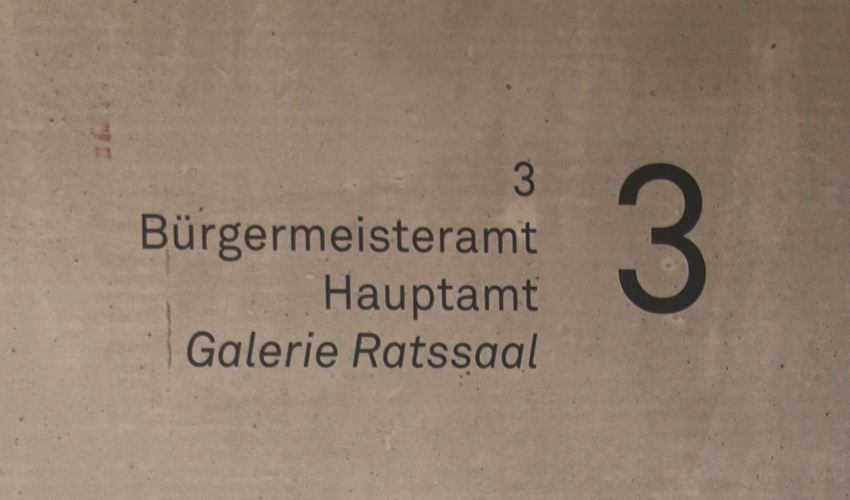 3
Bürgermeisteramt
Hauptamt
Galerie Ratssaal
3